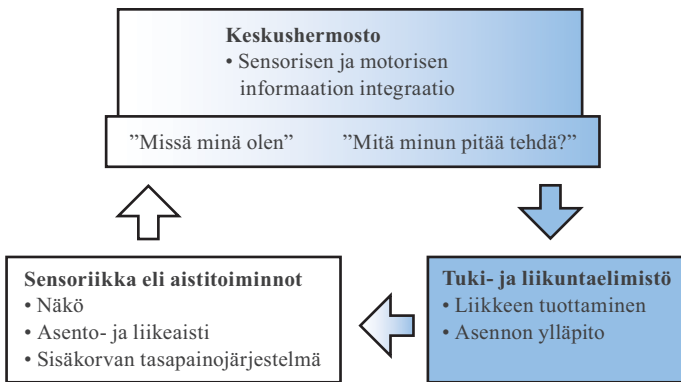 Keskushermosto
• Sensorisen ja motorisen
informaation integraatio
”Missä minä olen” ”Mitä minun pitää tehdä?”
Sensoriikka eli aistitoiminnot
• Näkö
• Asento- ja liikeaisti
• Sisäkorvan tasapainojärjestelmä
Tuki- ja liikuntaelimistö
• Liikkeen tuottaminen
• Asennon ylläpito